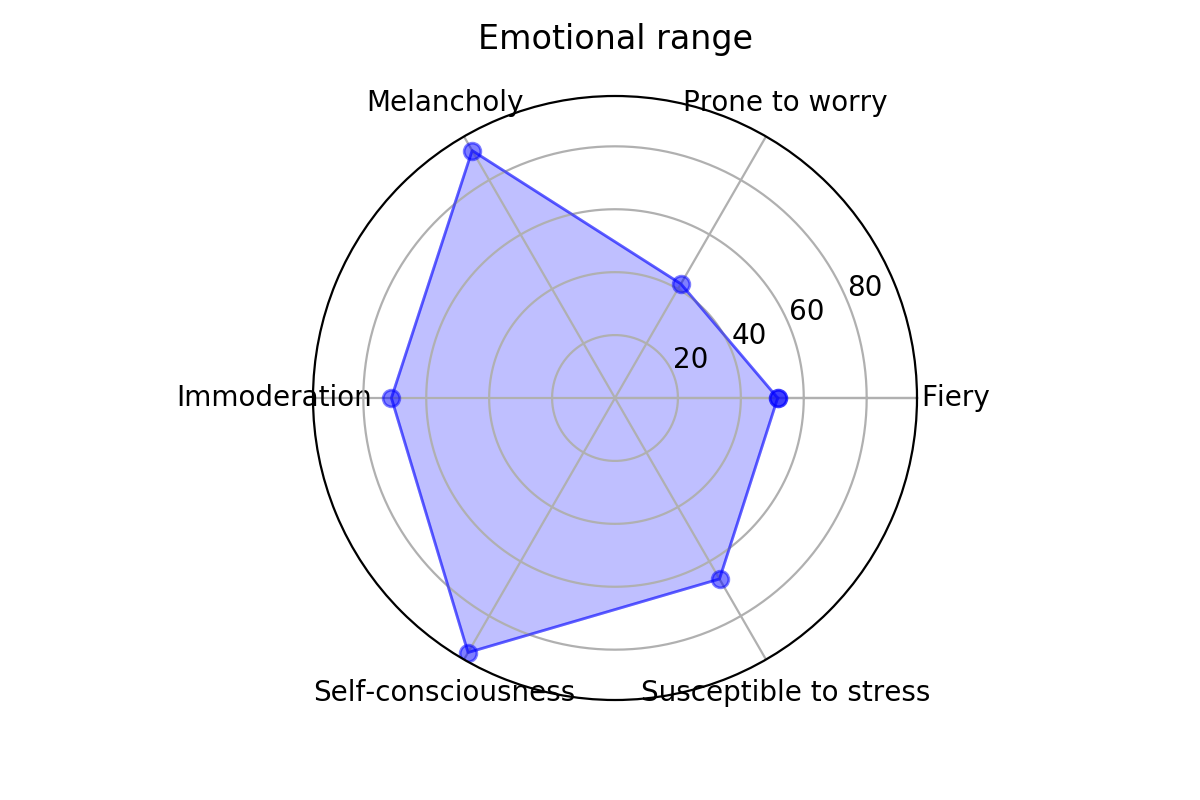 Emotional range
Melancholy
Prone to worry
80
60
40
20
Immoderation
Fiery
Self-consciousness
Susceptible to stress